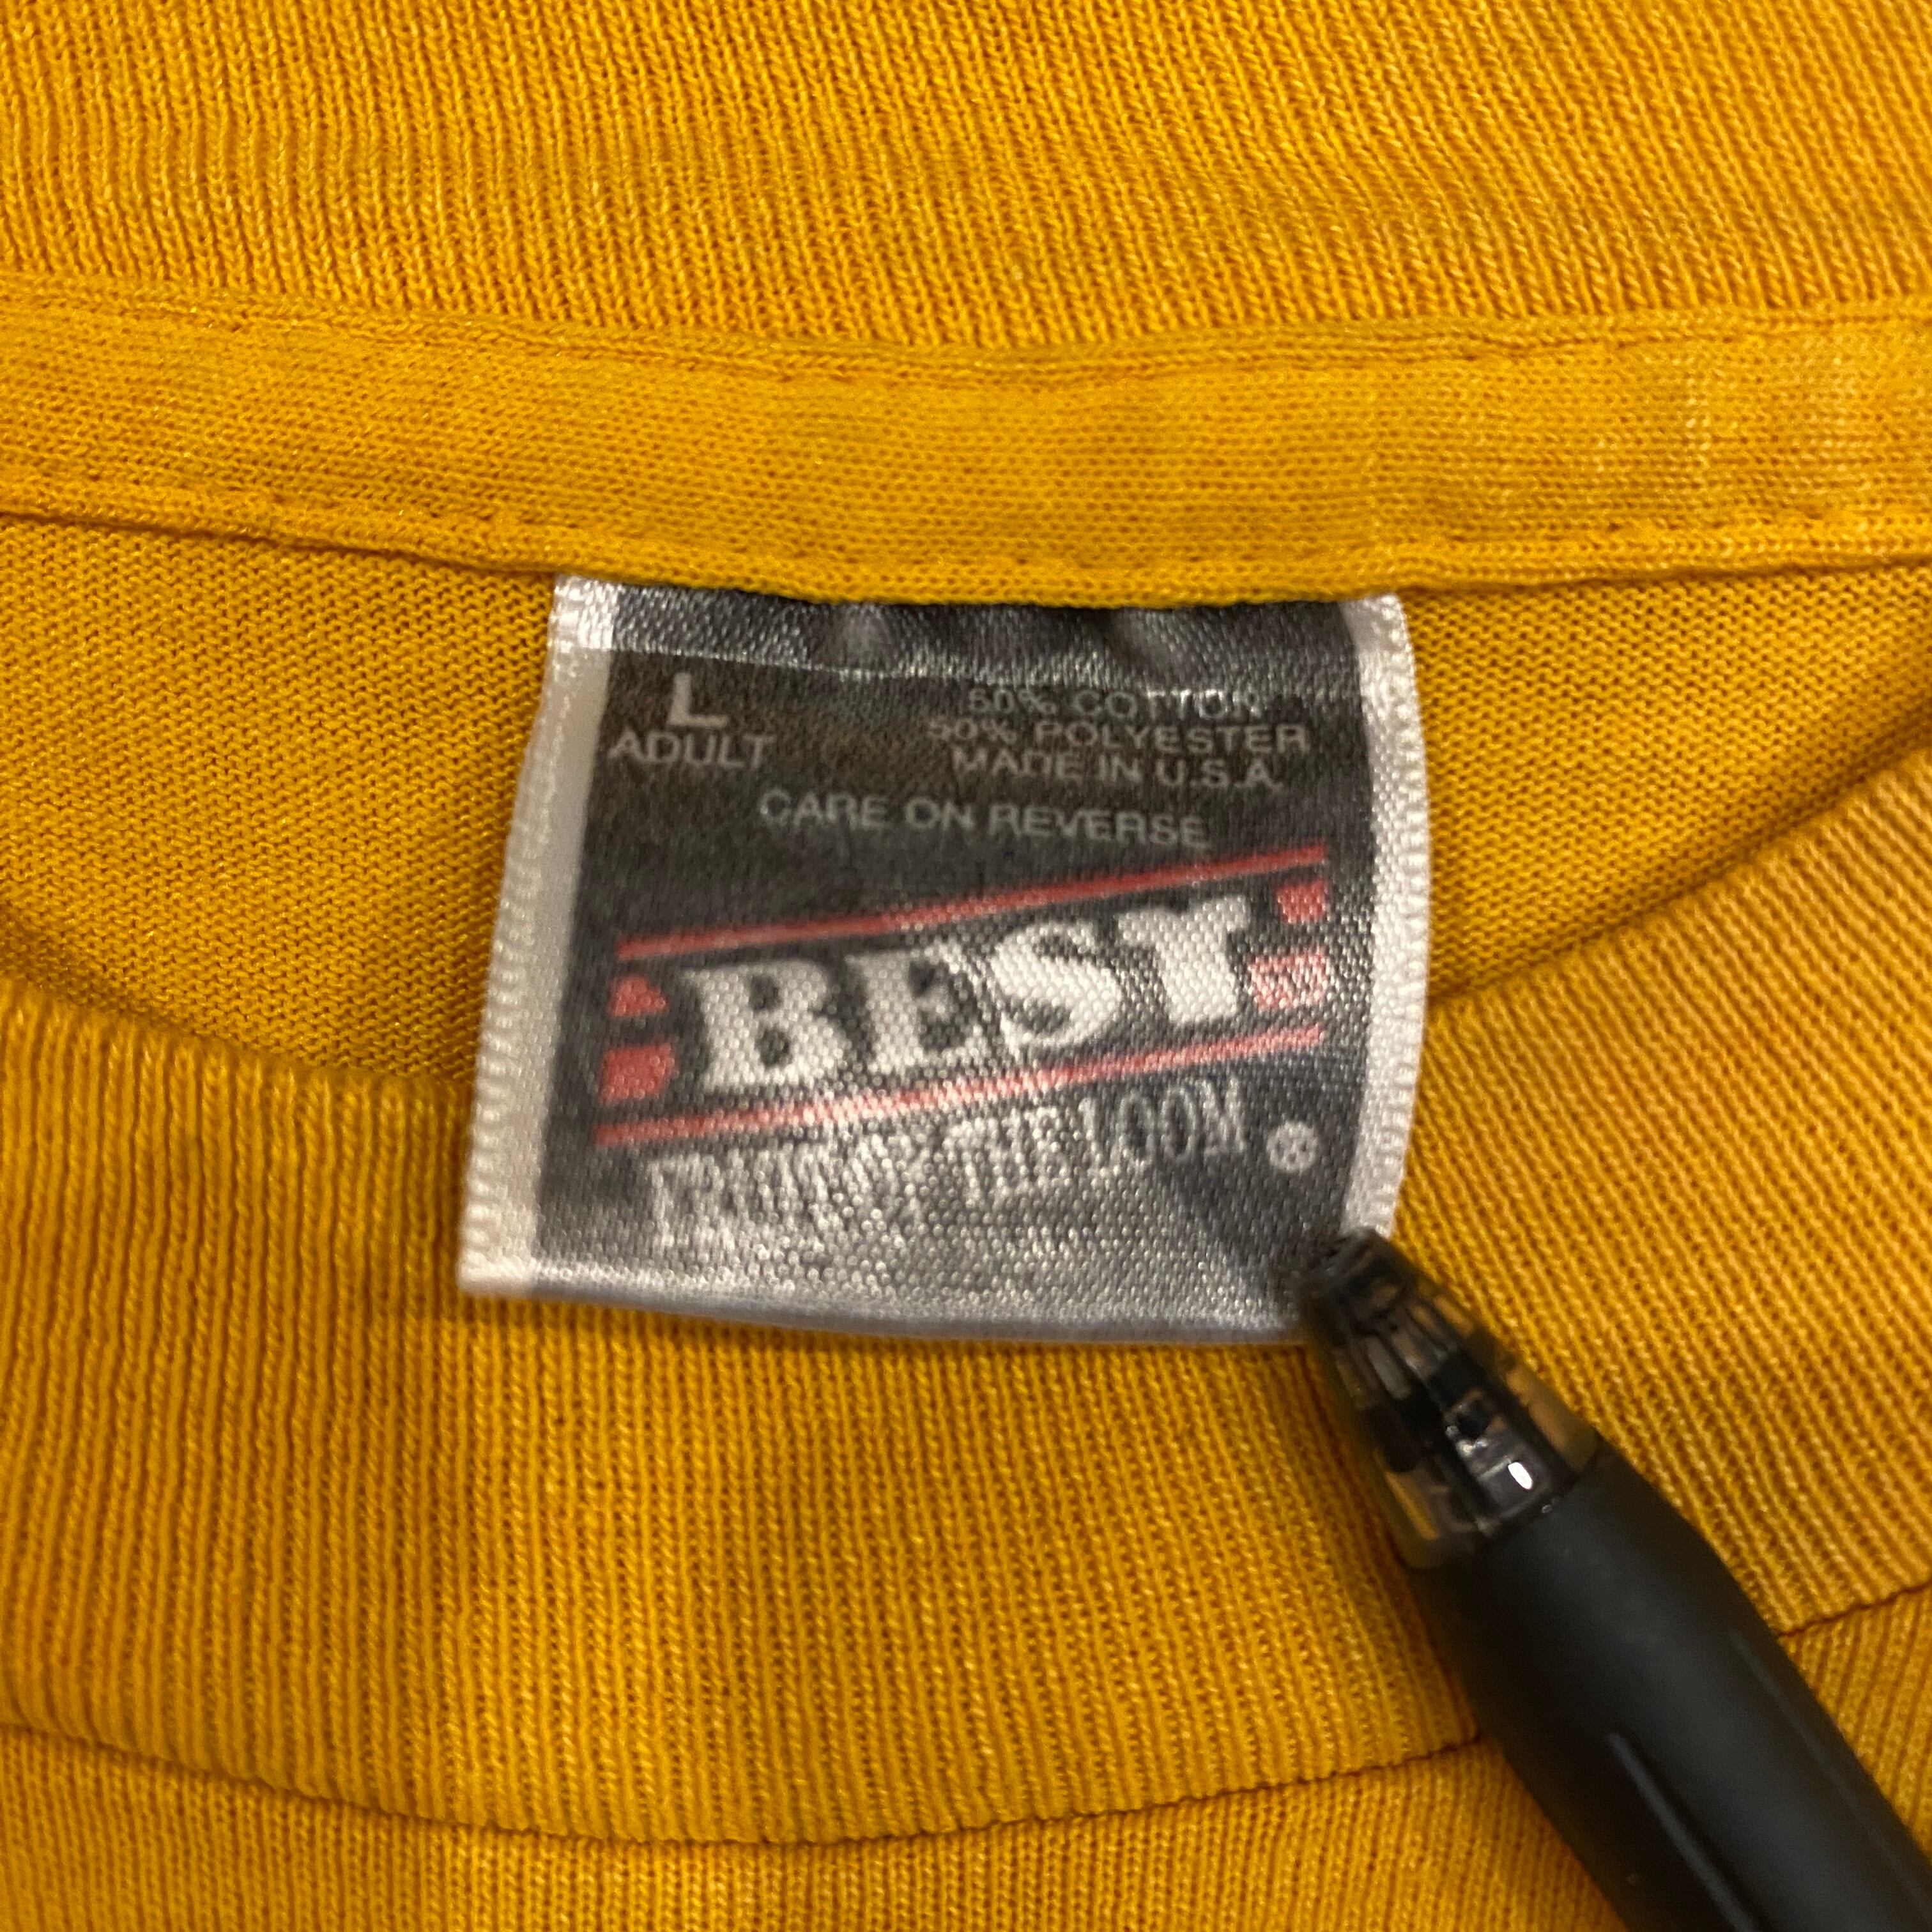 L
ADULT
50% COTTON
50% POLYESTER
MADE IN U.S.A.
CARE ON REVERSE
BEST
FRUIT OF THE LOOM ®